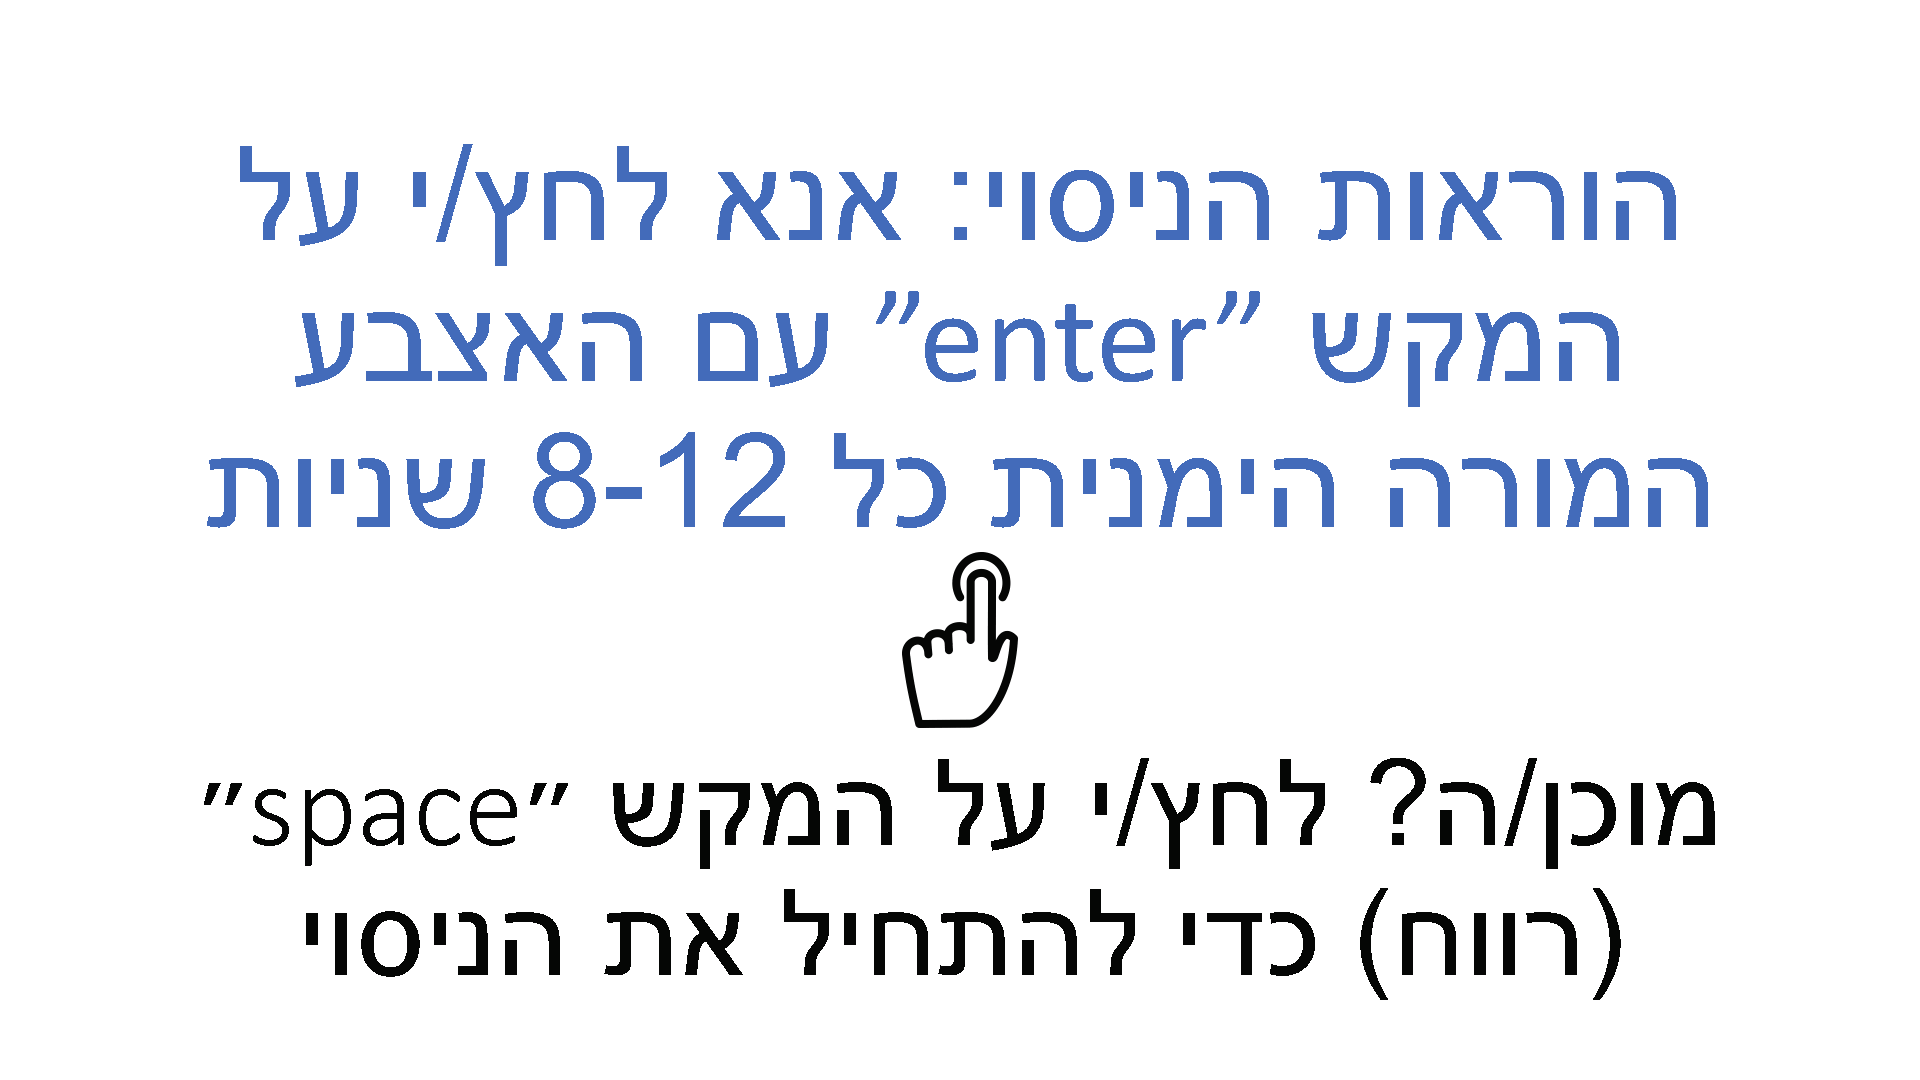 הוראות הניסוי: אנא לחץ/י על
המקש ”enter” עם האצבע
המורה הימנית כל 8-12 שניות
מוכן/ה? לחץ/י על המקש ״space״
(רווח) כדי להתחיל את הניסוי